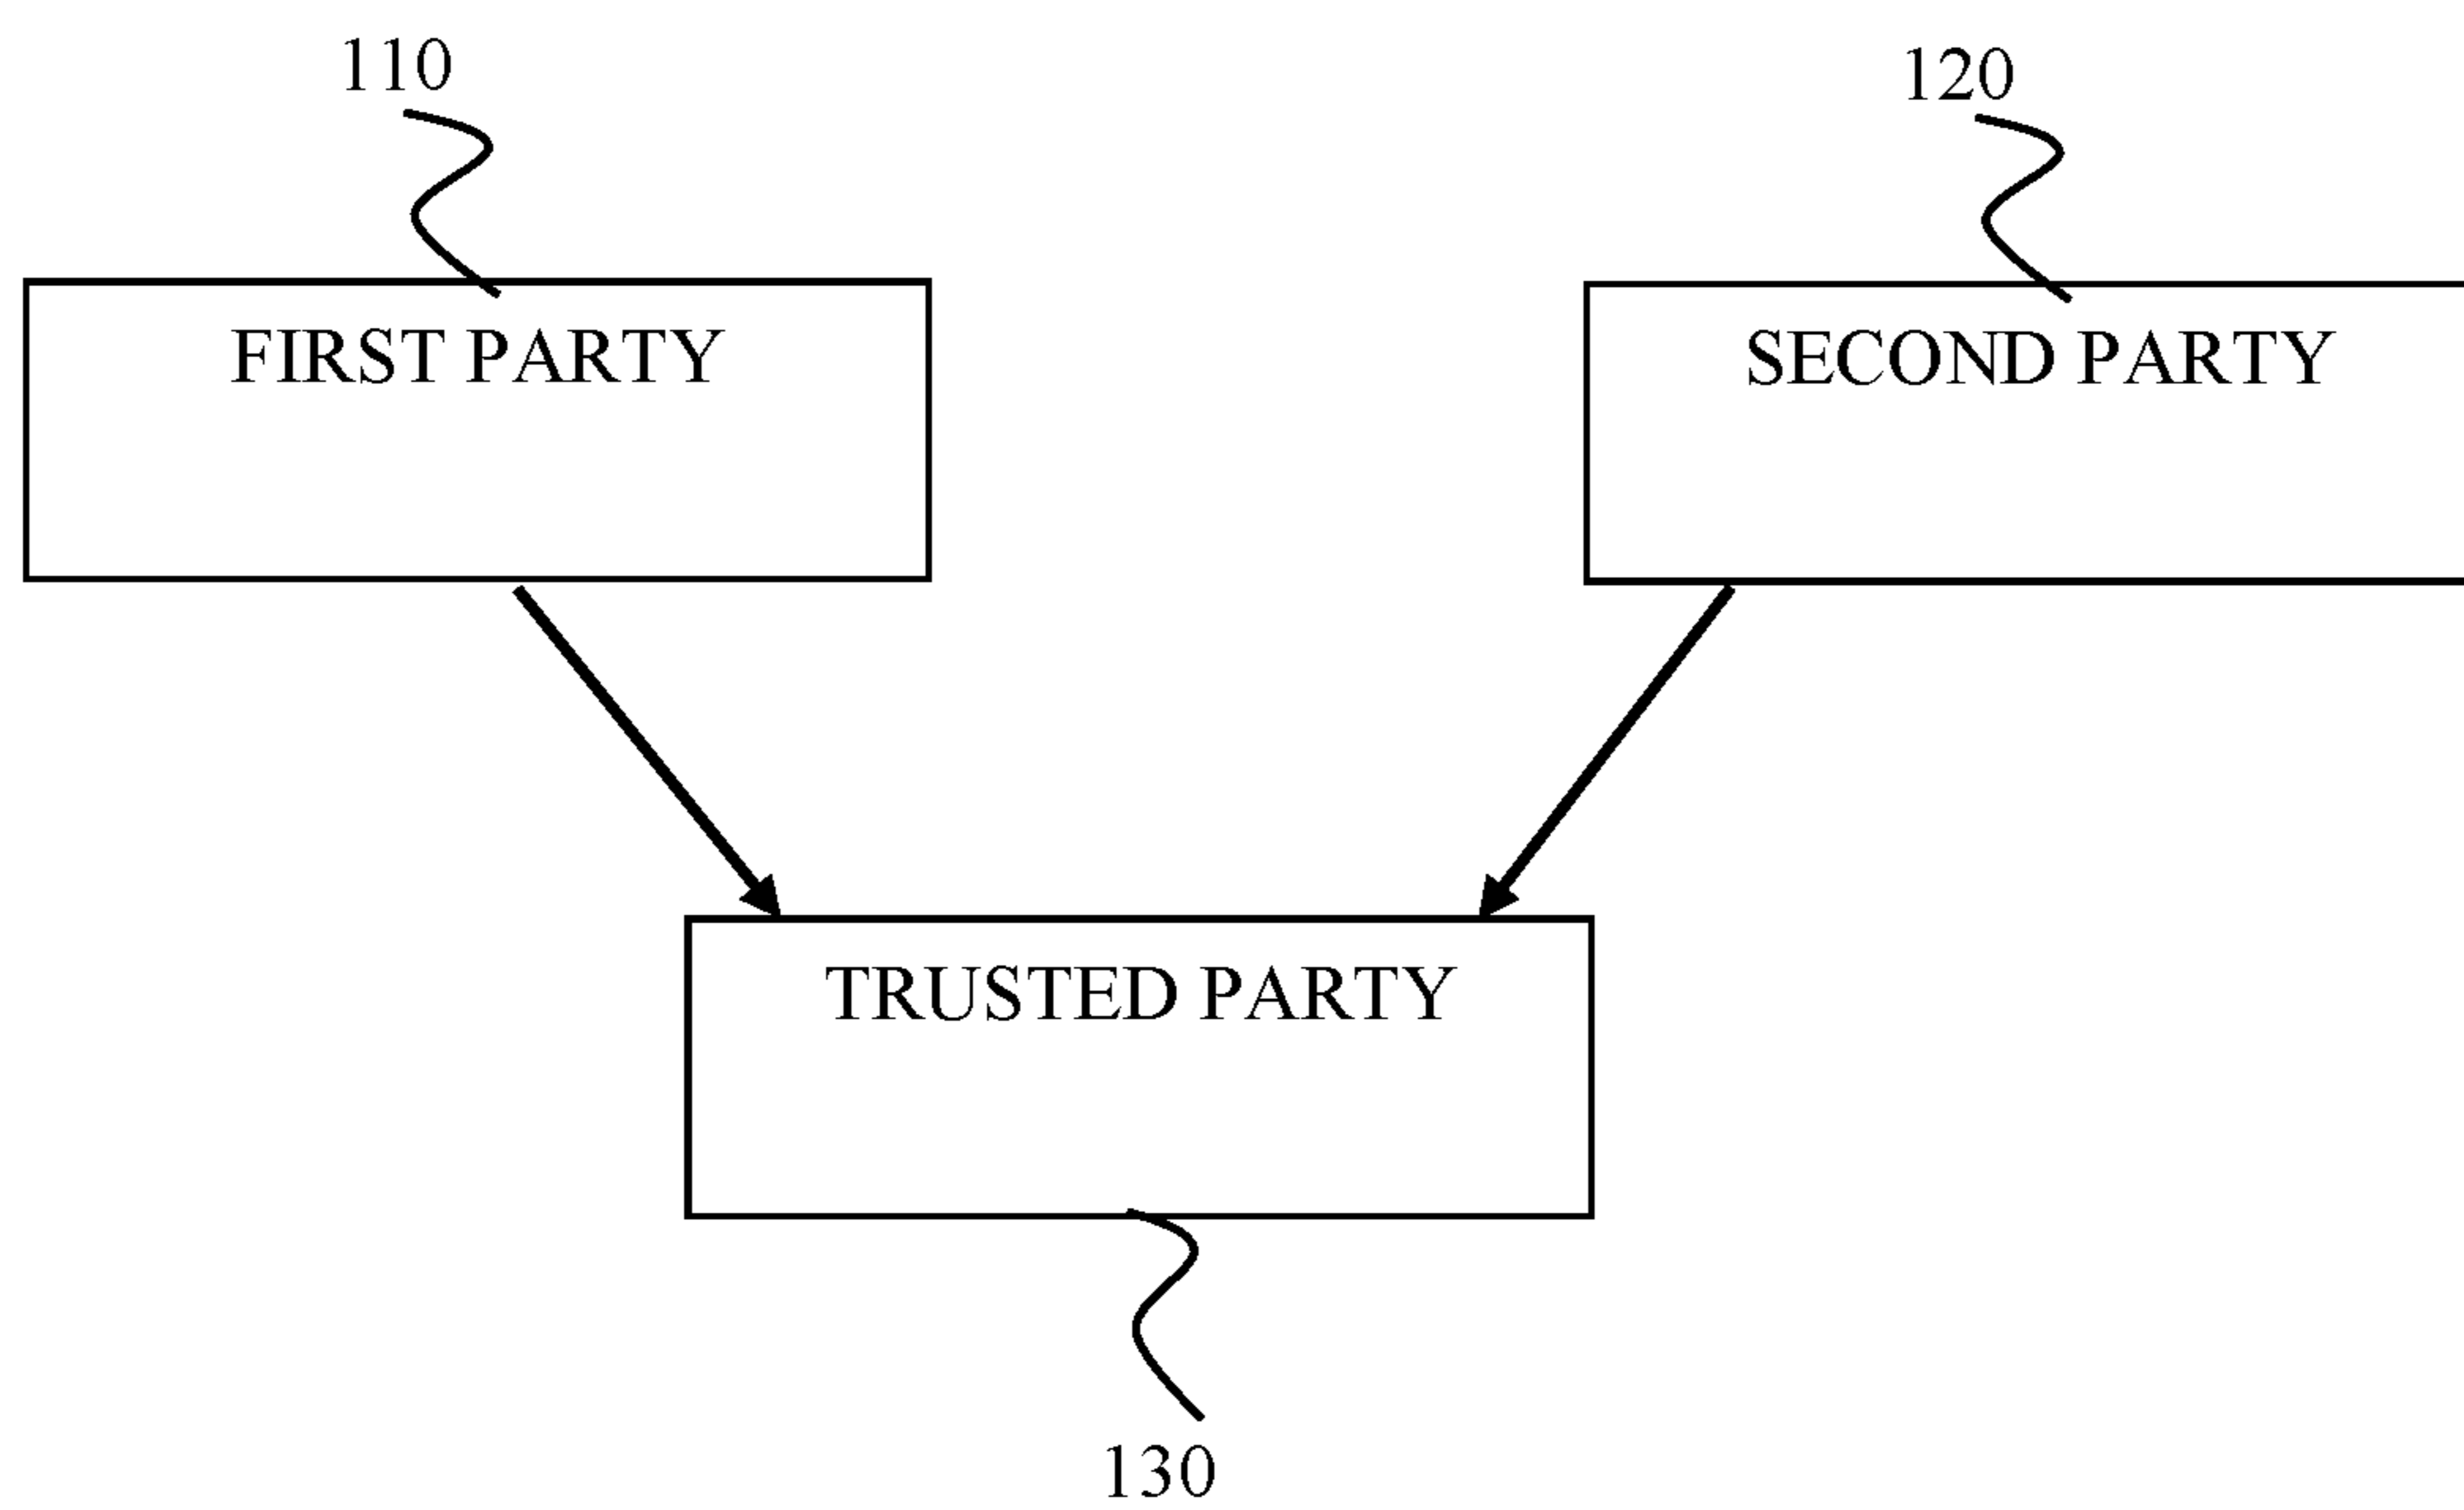 110
120
FIRST PARTY
SECOND PARTY
TRUSTED PARTY
130